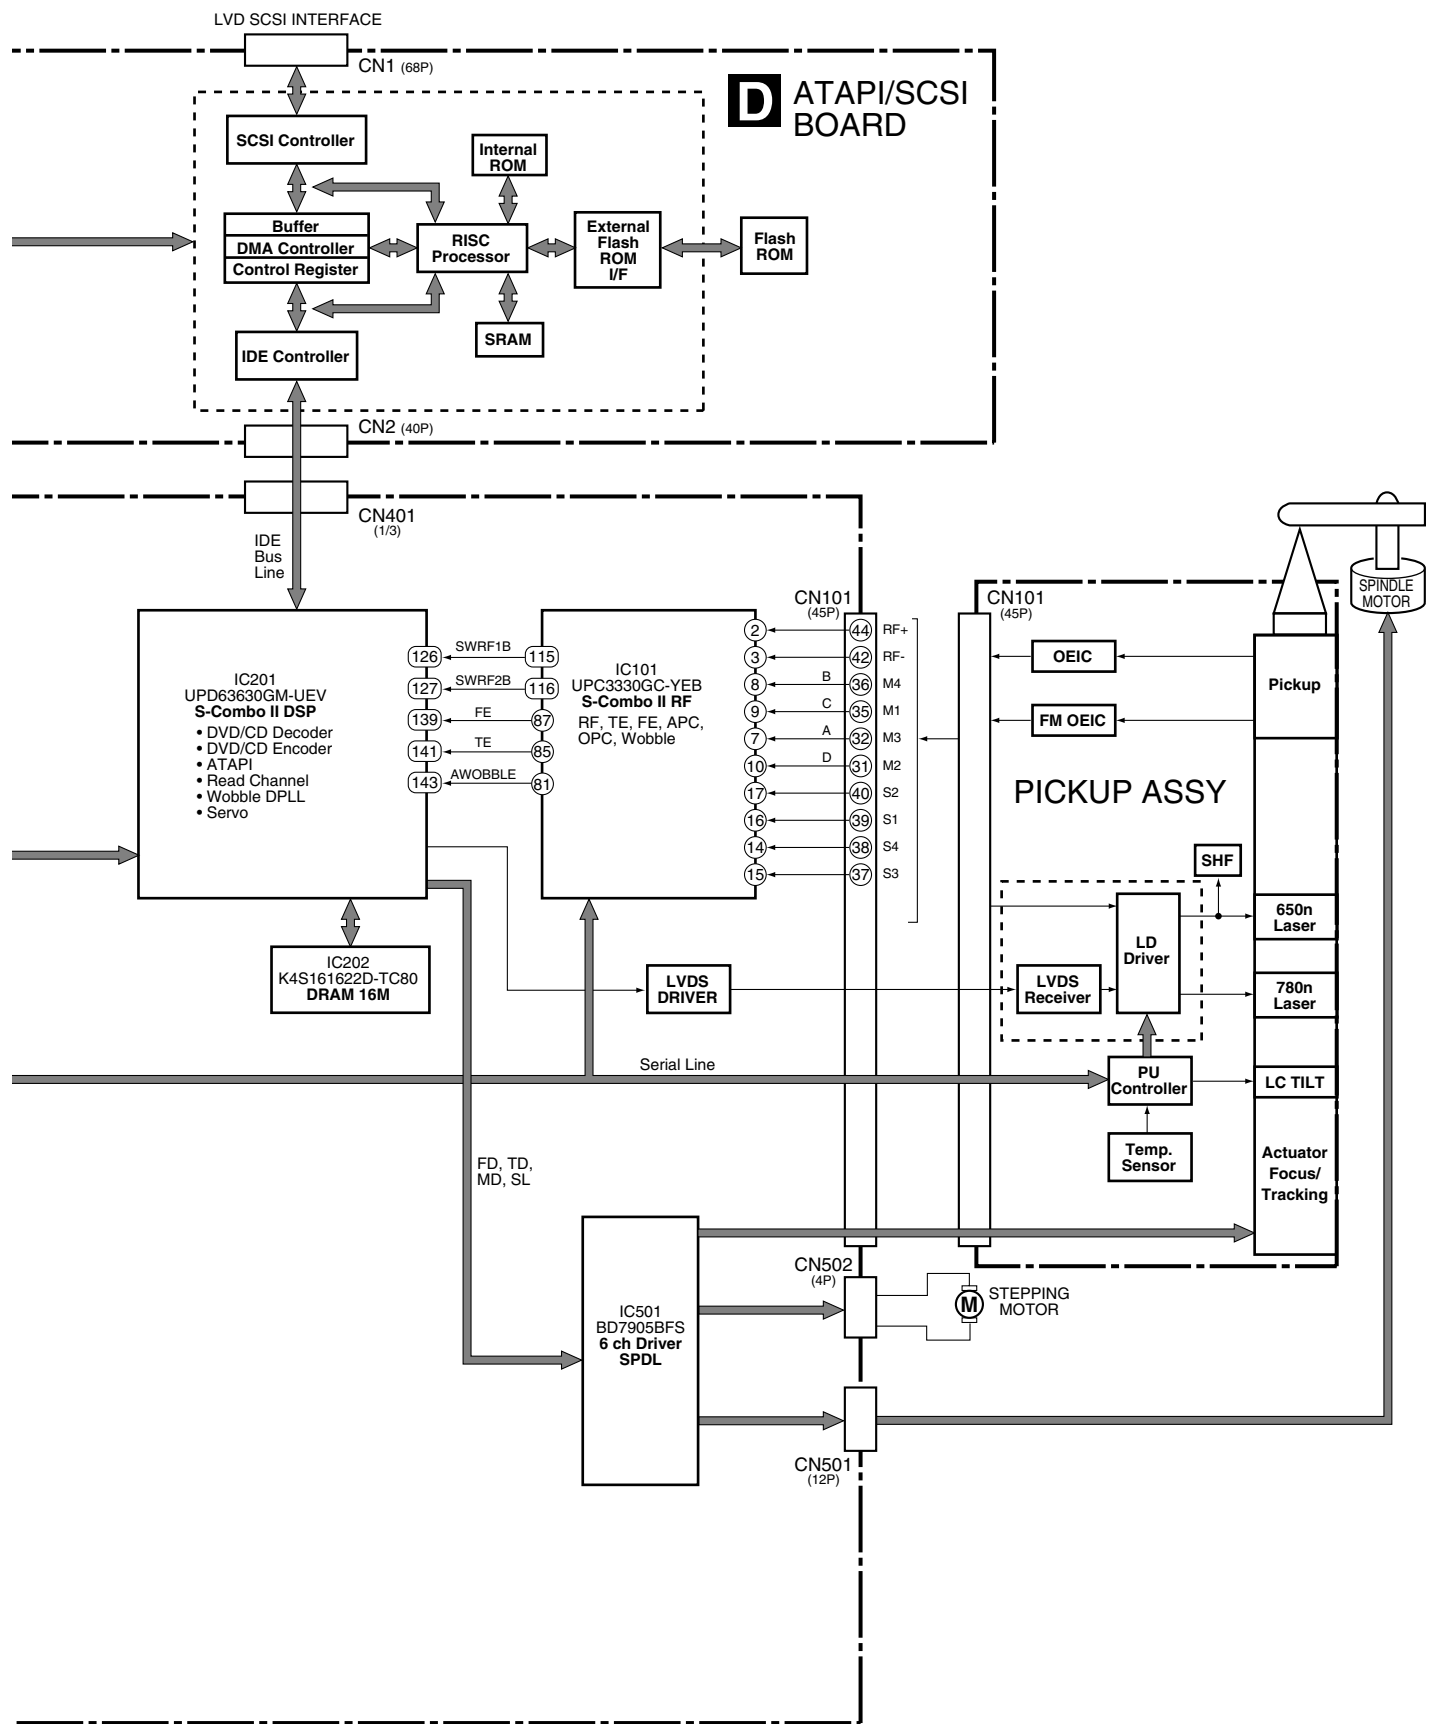 LVD SCSI INTERFACE
CN1 (68P)
D ATAPI/SCSI
BOARD
SCSI Controller
Internal
ROM
Buffer
DMA Controller
Control Register
RISC
Processor
External
Flash
ROM
I/F
Flash
ROM
SRAM
IDE Controller
CN2 (40P)
CN401
(1/3)
IDE
Bus
Line
IC201
UPD63630GM-UEV
S-Combo II DSP
• DVD/CD Decoder
• DVD/CD Encoder
• ATAPI
• Read Channel
• Wobble DPLL
• Servo
126 SWRF1B 115
127 SWRF2B 116
139 FE 87
141 TE 85
143 AWOBBLE 81
IC101
UPC3330GC-YEB
S-Combo II RF
RF, TE, FE, APC,
OPC, Wobble
CN101
(45P)
2 44 RF+
3 42 RF-
8 B 36 M4
9 C 35 M1
7 A 32 M3
10 D 31 M2
17 40 S2
16 39 S1
14 38 S4
15 37 S3
CN101
(45P)
OEIC
FM OEIC
Pickup
SPINDLE
MOTOR
PICKUP ASSY
SHF
650n
Laser
LD
Driver
780n
Laser
LVDS
Receiver
LVDS
DRIVER
IC202
K4S161622D-TC80
DRAM 16M
Serial Line
PU
Controller
LC TILT
Temp.
Sensor
Actuator
Focus/
Tracking
FD, TD,
MD, SL
IC501
BD7905BFS
6 ch Driver
SPDL
CN502
(4P)
M
STEPPING
MOTOR
CN501
(12P)